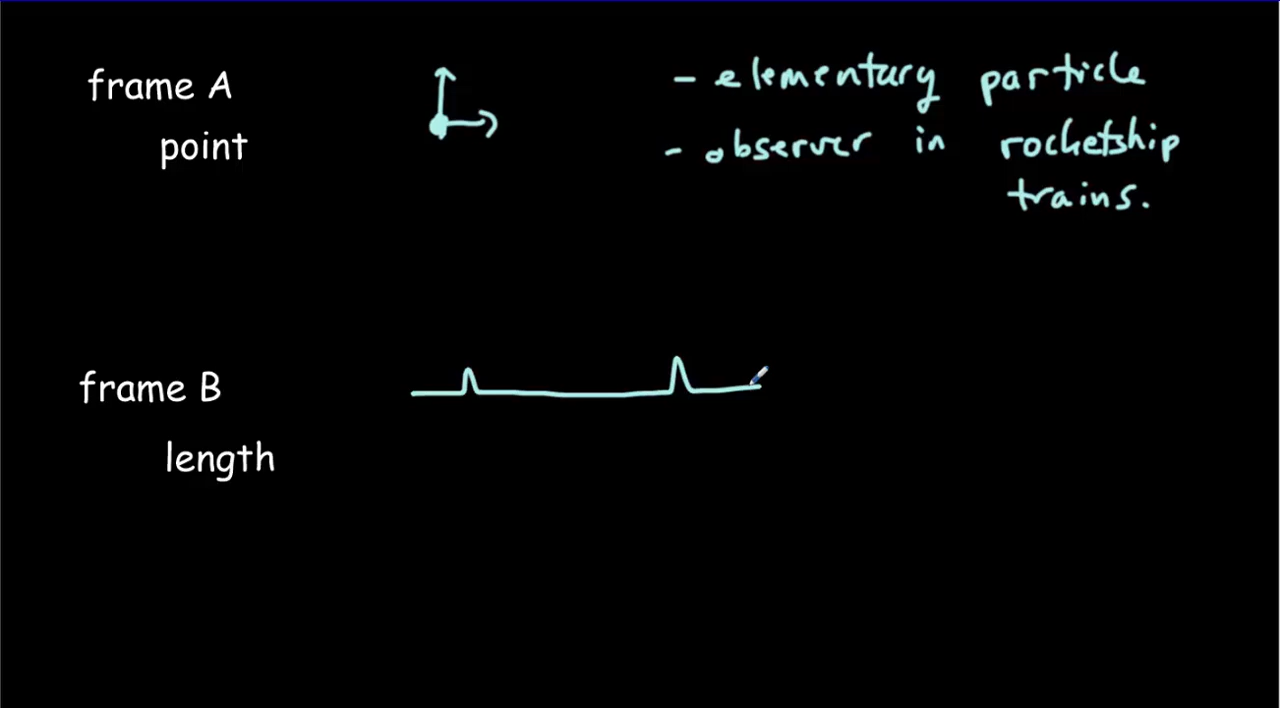 frame A
point
- elementary particle
- observer in rocketship
trains.
frame B
length